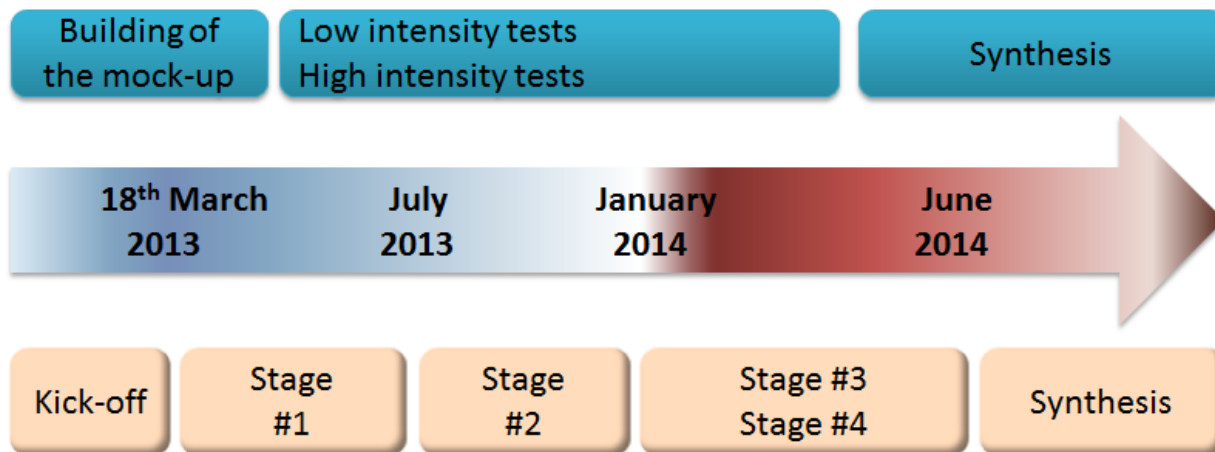 Building of
the mock-up
Low intensity tests
High intensity tests
Synthesis
18th March
2013
July
2013
January
2014
June
2014
Kick-off
Stage
#1
Stage
#2
Stage #3
Stage #4
Synthesis